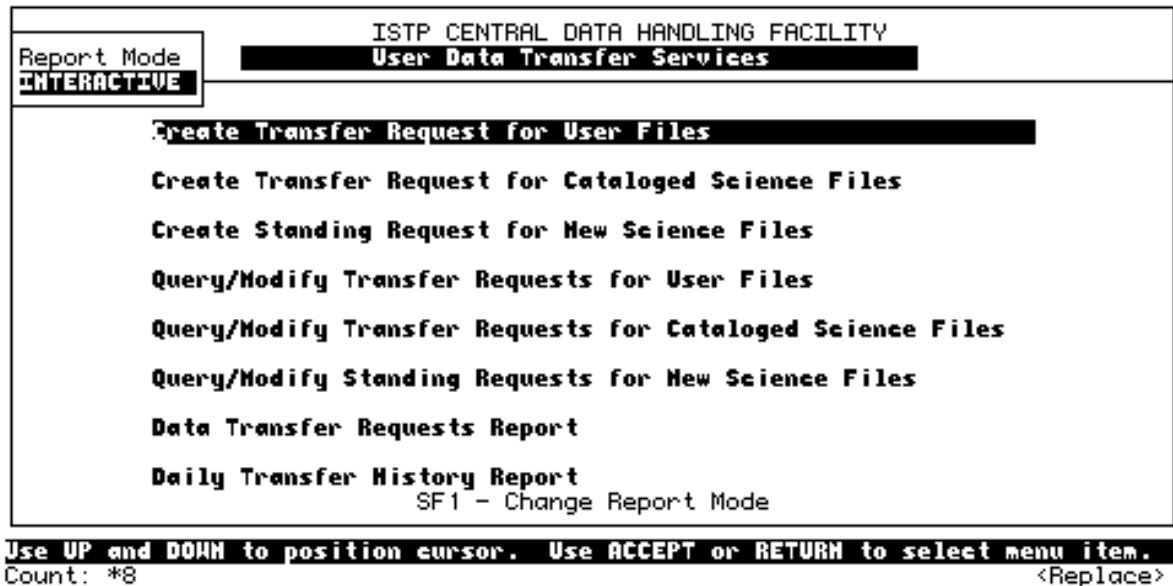 ISTP CENTRAL DATA HANDLING FACILITY
Report Mode
User Data Transfer Services
INTERACTIVE
Create Transfer Request for User Files
Create Transfer Request for Cataloged Science Files
Create Standing Request for New Science Files
Query/Modify Transfer Requests for User Files
Query/Modify Transfer Requests for Cataloged Science Files
Query/Modify Standing Requests for New Science Files
Data Transfer Requests Report
Daily Transfer History Report
SF1 - Change Report Mode
Use UP and DOWN to position cursor. Use ACCEPT or RETURN to select menu item.
Count: *8 <Replace>